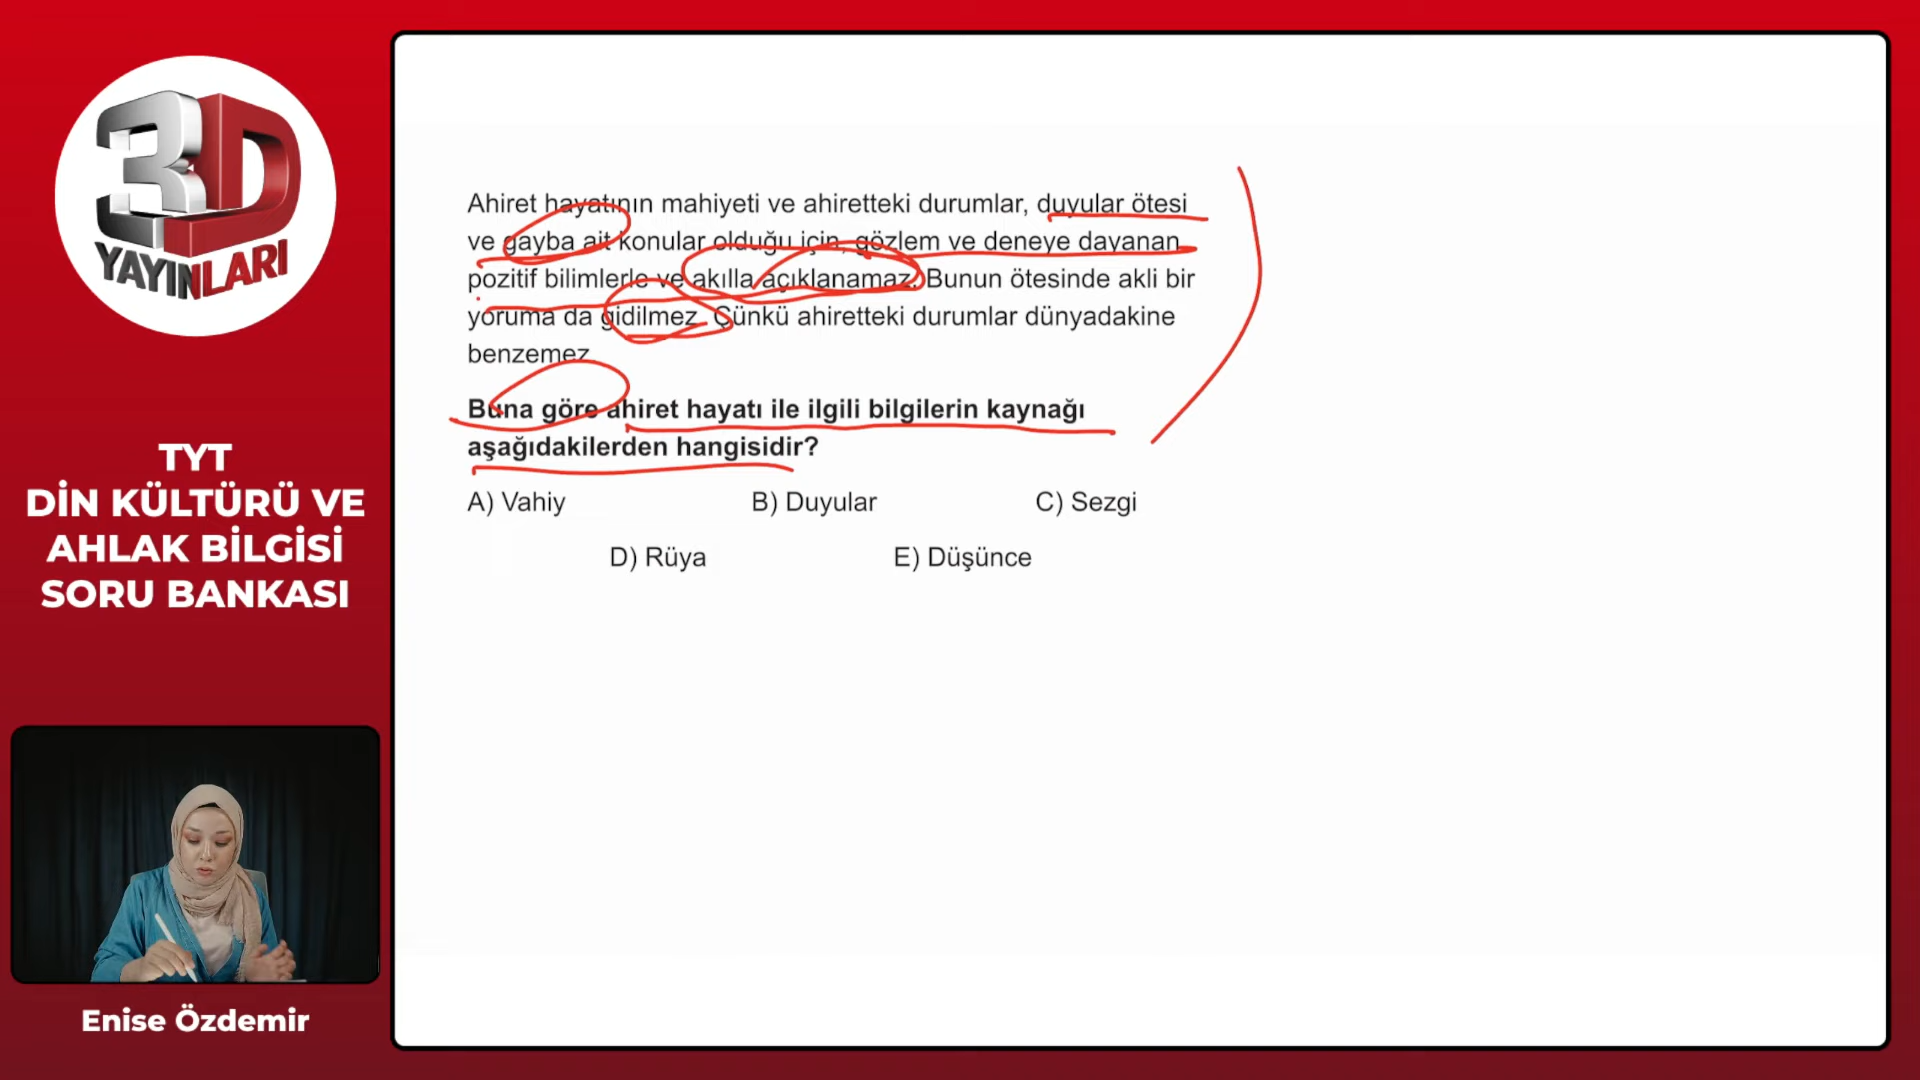 3D
YAYINLARI
TYT
DİN KÜLTÜRÜ VE
AHLAK BİLGİSİ
SORU BANKASI
Enise Özdemir
Ahiret hayatının mahiyeti ve ahiretteki durumlar, duyular ötesi
ve gayba ait konular olduğu için, gözlem ve deneye dayanan
pozitif bilimlerle ve akılla açıklanamaz. Bunun ötesinde akli bir
yoruma da gidilmez. Çünkü ahiretteki durumlar dünyadakine
benzemez.
Buna göre ahiret hayatı ile ilgili bilgilerin kaynağı
aşağıdakilerden hangisidir?
A) Vahiy B) Duyular C) Sezgi
D) Rüya E) Düşünce